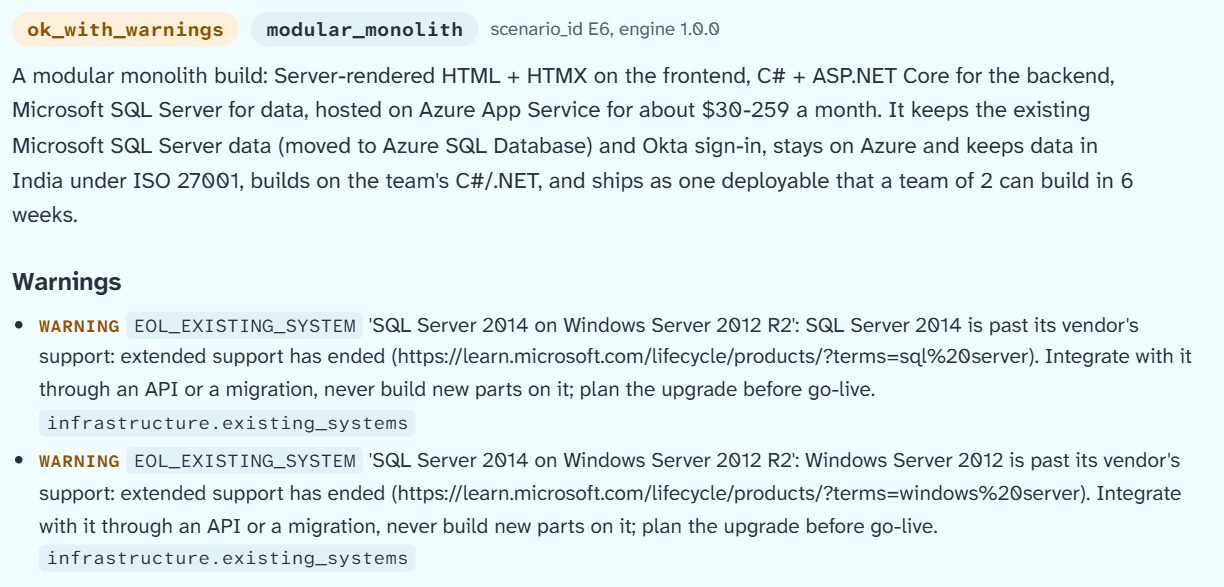 ok_with_warnings modular_monolith scenario_id E6, engine 1.0.0
A modular monolith build: Server-rendered HTML + HTMX on the frontend, C# + ASP.NET Core for the backend,
Microsoft SQL Server for data, hosted on Azure App Service for about $30-259 a month. It keeps the existing
Microsoft SQL Server data (moved to Azure SQL Database) and Okta sign-in, stays on Azure and keeps data in
India under ISO 27001, builds on the team's C#/.NET, and ships as one deployable that a team of 2 can build in 6
weeks.
Warnings
• WARNING EOL_EXISTING_SYSTEM 'SQL Server 2014 on Windows Server 2012 R2': SQL Server 2014 is past its vendor's
support: extended support has ended (https://learn.microsoft.com/lifecycle/products/?terms=sql%20server). Integrate with it
through an API or a migration, never build new parts on it; plan the upgrade before go-live.
infrastructure.existing_systems
• WARNING EOL_EXISTING_SYSTEM 'SQL Server 2014 on Windows Server 2012 R2': Windows Server 2012 is past its vendor's
support: extended support has ended (https://learn.microsoft.com/lifecycle/products/?terms=windows%20server). Integrate
with it through an API or a migration, never build new parts on it; plan the upgrade before go-live.
infrastructure.existing_systems